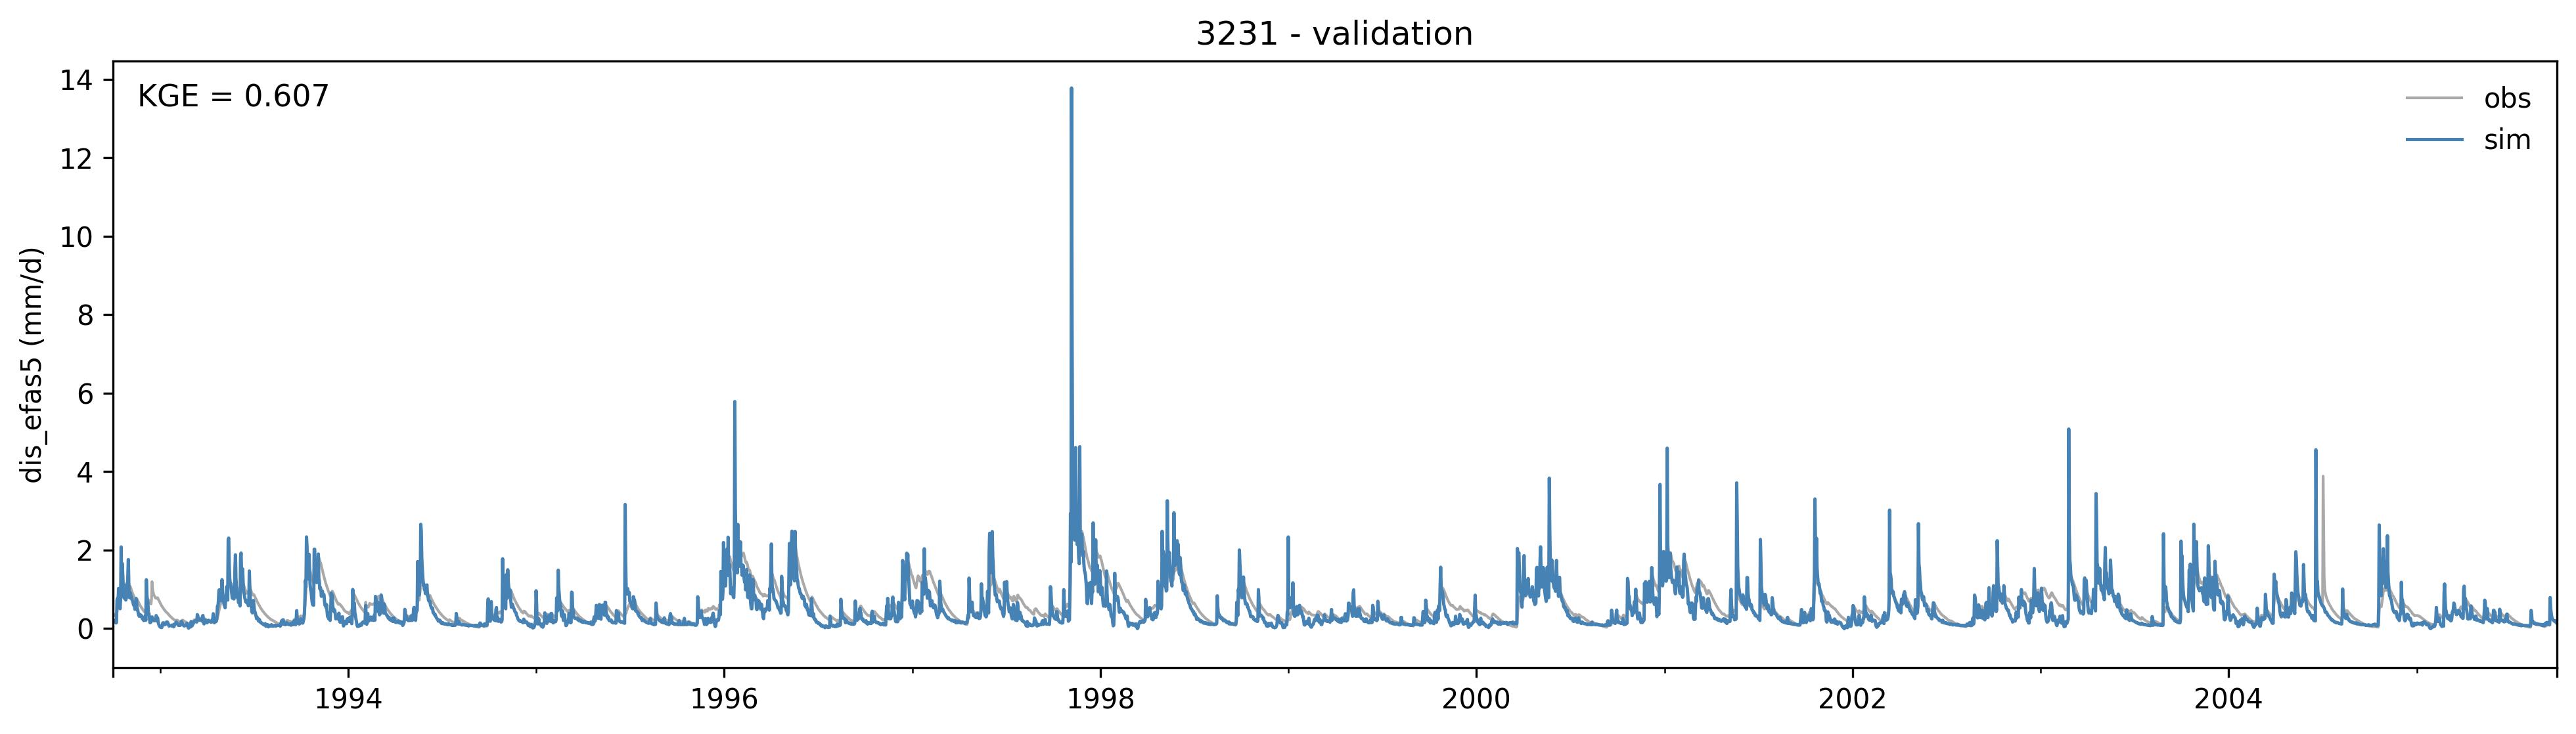 3231 - validation
KGE = 0.607
obs
sim
dis_efas5 (mm/d)
14
12
10
8
6
4
2
0
1994
1996
1998
2000
2002
2004